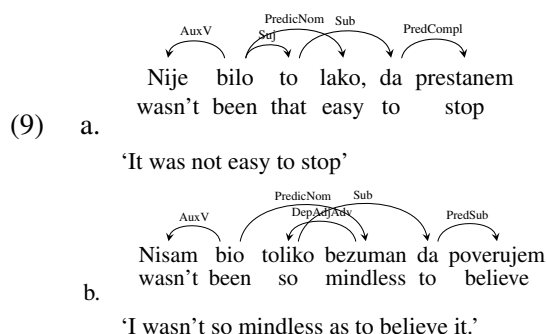 AuxV PredicNom Suj Sub PredCompl
Nije bilo to lako, da prestanem
wasn't been that easy to stop
(9) a.
‘It was not easy to stop’
AuxV PredicNom DepAdjAdv Sub PredSub
Nisam bio toliko bezuman da poverujem
wasn't been so mindless to believe
b.
‘I wasn't so mindless as to believe it.’